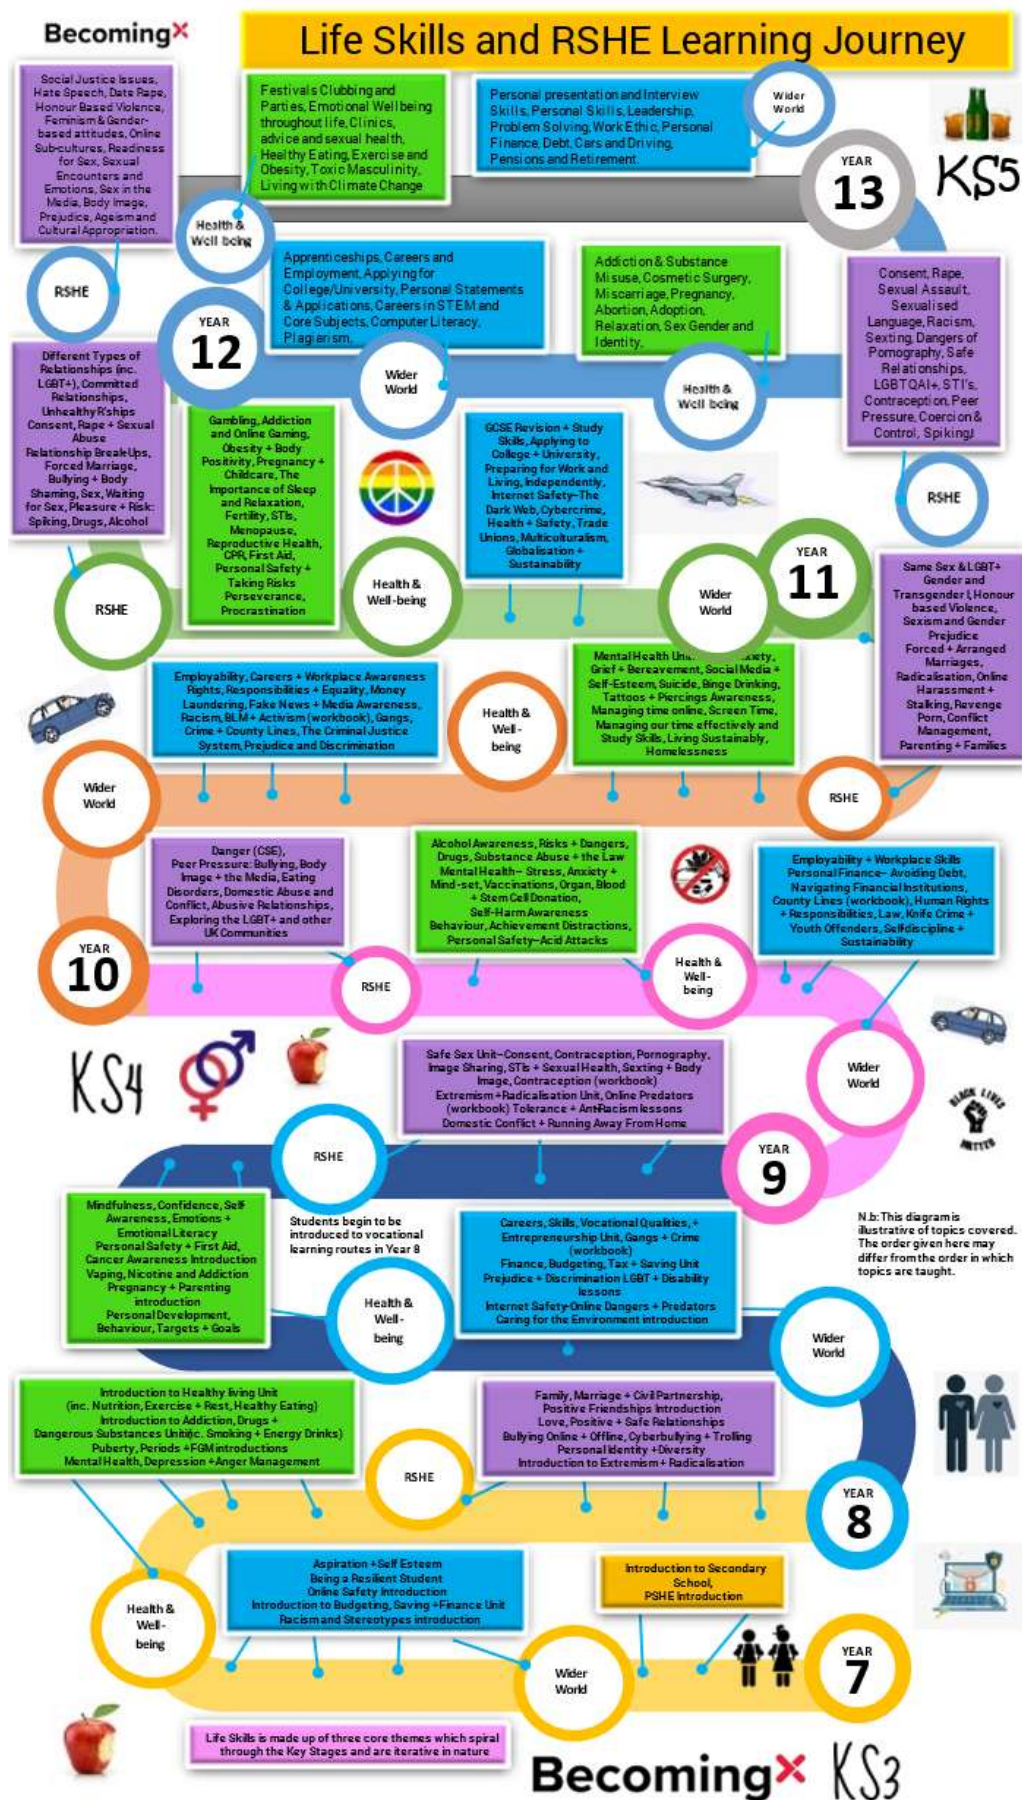 BecomingX
Life Skills and RSHE Learning Journey
Social Justice Issues,
Hate Speech, Date Rape,
Honour Based Violence,
Feminism & Gender-
based attitudes, Online
Sub-cultures, Readiness
for Sex, Sexual
Encounters and
Emotions, Sex in the
Media, Body Image,
Prejudice, Ageism and
Cultural Appropriation.
Festivals Clubbing and
Parties, Emotional Wellbeing
throughout life, Clinics,
advice and sexual health,
Healthy Eating, Exercise and
Obesity, Toxic Masculinity,
Living with Climate Change
Personal presentation and Interview
Skills, Personal Skills, Leadership,
Problem Solving, Work Ethic, Personal
Finance, Debt, Cars and Driving,
Pensions and Retirement.
Wider
World
YEAR
13
KS5
Health &
Well-being
RSHE
YEAR
12
Apprenticeships, Careers and
Employment, Applying for
College/University, Personal Statements
& Applications, Careers in STEM and
Core Subjects, Computer Literacy,
Plagiarism,
Wider
World
Addiction & Substance
Misuse, Cosmetic Surgery,
Miscarriage, Pregnancy,
Abortion, Adoption,
Relaxation, Sex Gender and
Identity,
Health &
Well-being
Consent, Rape,
Sexual Assault,
Sexualised
Language, Racism,
Sexting, Dangers of
Pornography, Safe
Relationships,
LGBTQAI+, STI's,
Contraception, Peer
Pressure, Coercion &
Control, Spiking,
RSHE
Different Types of
Relationships (inc.
LGBT+), Committed
Relationships,
Unhealthy R'ships
Consent, Rape + Sexual
Abuse
Relationship Break-Ups,
Forced Marriage,
Bullying + Body
Shaming, Sex, Waiting
for Sex, Pleasure + Risk:
Spiking, Drugs, Alcohol
RSHE
Gambling, Addiction
and Online Gaming,
Obesity + Body
Positivity, Pregnancy +
Childcare, The
Importance of Sleep
and Relaxation,
Fertility, STIs,
Menopause,
Reproductive Health,
CPR, First Aid,
Personal Safety +
Taking Risks
Perseverance,
Procrastination
Health &
Well-being
GCSE Revision + Study
Skills, Applying to
College + University,
Preparing for Work and
Living, Independently,
Internet Safety–The
Dark Web, Cybercrime,
Health + Safety, Trade
Unions, Multiculturalism,
Globalisation +
Sustainability
Wider
World
YEAR
11
Same Sex & LGBT+
Gender and
Transgender I, Honour
based Violence,
Sexism and Gender
Prejudice
Forced + Arranged
Marriages,
Radicalisation, Online
Harassment +
Stalking, Revenge
Porn, Conflict
Management,
Parenting + Families
RSHE
Employability, Careers + Workplace Awareness
Rights, Responsibilities + Equality, Money
Laundering, Fake News + Media Awareness,
Racism, BLM + Activism (workbook), Gangs,
Crime + County Lines, The Criminal Justice
System, Prejudice and Discrimination
Health &
Well-
being
Mental Health
Grief + Bereavement, Social Media +
Self-Esteem, Suicide, Binge Drinking,
Tattoos + Piercings Awareness,
Managing time online, Screen Time,
Managing our time effectively and
Study Skills, Living Sustainably,
Homelessness
Wider
World
YEAR
10
Danger (CSE),
Peer Pressure: Bullying, Body
Image + the Media, Eating
Disorders, Domestic Abuse and
Conflict, Abusive Relationships,
Exploring the LGBT+ and other
UK Communities
RSHE
Alcohol Awareness, Risks + Dangers,
Drugs, Substance Abuse + the Law
Mental Health– Stress, Anxiety +
Mind-set, Vaccinations, Organ, Blood
+ Stem Cell Donation,
Self-Harm Awareness
Behaviour, Achievement Distractions,
Personal Safety–Acid Attacks
Health &
Well-
being
Employability + Workplace Skills
Personal Finance– Avoiding Debt,
Navigating Financial Institutions,
County Lines (workbook), Human Rights
+ Responsibilities, Law, Knife Crime +
Youth Offenders, Self-discipline +
Sustainability
Wider
World
KS4
BLACK LIVES
MATTER
Safe Sex Unit–Consent, Contraception, Pornography,
Image Sharing, STIs + Sexual Health, Sexting + Body
Image, Contraception (workbook)
Extremism +Radicalisation Unit, Online Predators
(workbook) Tolerance + Anti-Racism lessons
Domestic Conflict + Running Away From Home
RSHE
YEAR
9
Mindfulness, Confidence, Self
Awareness, Emotions +
Emotional Literacy
Personal Safety + First Aid,
Cancer Awareness Introduction
Vaping, Nicotine and Addiction
Pregnancy + Parenting
introduction
Personal Development,
Behaviour, Targets + Goals
Students begin to be
introduced to vocational
learning routes in Year 8
Health &
Well-
being
Careers, Skills, Vocational Qualities, +
Entrepreneurship Unit, Gangs + Crime
(workbook)
Finance, Budgeting, Tax + Saving Unit
Prejudice + Discrimination LGBT + Disability
lessons
Internet Safety-Online Dangers + Predators
Caring for the Environment introduction
N.b: This diagram is
illustrative of topics covered.
The order given here may
differ from the order in which
topics are taught.
Wider
World
Introduction to Healthy living Unit
(inc. Nutrition, Exercise + Rest, Healthy Eating)
Introduction to Addiction, Drugs +
Dangerous Substances Unit(ic. Smoking + Energy Drinks)
Puberty, Periods +FGM introductions
Mental Health, Depression +Anger Management
RSHE
Family, Marriage + Civil Partnership,
Positive Friendships Introduction
Love, Positive + Safe Relationships
Bullying Online + Offline, Cyberbullying + Trolling
Personal Identity +Diversity
Introduction to Extremism + Radicalisation
YEAR
8
Health &
Well-
being
Aspiration +Self Esteem
Being a Resilient Student
Online Safety Introduction
Introduction to Budgeting, Saving +Finance Unit
Racism and Stereotypes introduction
Introduction to Secondary
School,
PSHE Introduction
Wider
World
YEAR
7
Life Skills is made up of three core themes which spiral
through the Key Stages and are iterative in nature
BecomingX
KS3